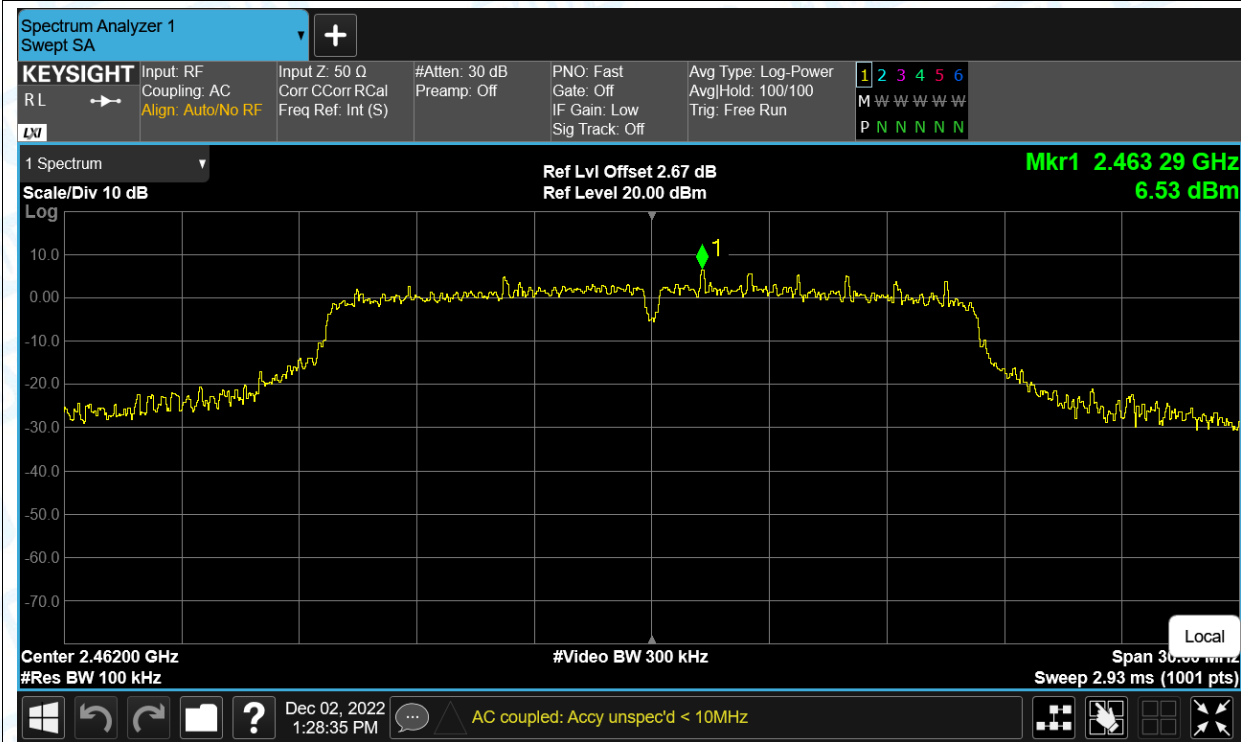 Spectrum Analyzer 1
Swept SA
KEYSIGHT
R L
LXI
Input: RF
Coupling: AC
Align: Auto/No RF
Input Z: 50 Ω
Corr CCorr RCal
Freq Ref: Int (S)
#Atten: 30 dB
Preamp: Off
PNO: Fast
Gate: Off
IF Gain: Low
Sig Track: Off
Avg Type: Log-Power
Avg|Hold: 100/100
Trig: Free Run
1 2 3 4 5 6
M W W W W W
P N N N N N
1 Spectrum
Scale/Div 10 dB
Log
Ref Lvl Offset 2.67 dB
Ref Level 20.00 dBm
Mkr1 2.463 29 GHz
6.53 dBm
1
10.0
0.00
-10.0
-20.0
-30.0
-40.0
-50.0
-60.0
-70.0
Local
Center 2.46200 GHz
#Res BW 100 kHz
#Video BW 300 kHz
Span 30.00 MHz
Sweep 2.93 ms (1001 pts)
?
Dec 02, 2022
1:28:35 PM
AC coupled: Accy unspec'd < 10MHz